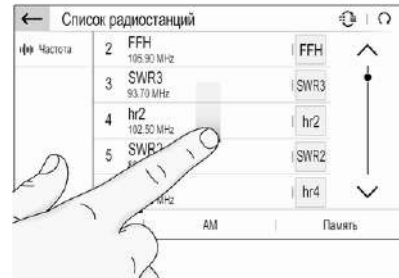 Список радиостанций
Частота
2 FFH FFH
105.90 MHz
3 SWR3 SWR3
93.70 MHz
4 hr2 hr2
102.50 MHz
5 SWR2 SWR2
MHz hr4
AM Память